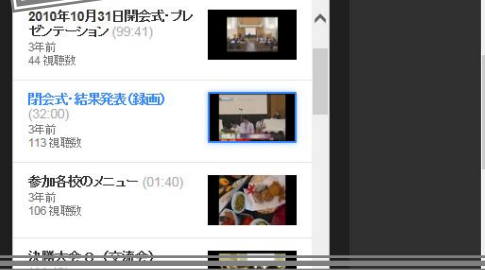 2010年10月31日開会式・プレ
ゼンテーション (99:41)
3年前
44 視聴数
閉会式・結果発表(録画)
(32:00)
3年前
113 視聴数
参加各校のメニュー (01:40)
3年前
106 視聴数